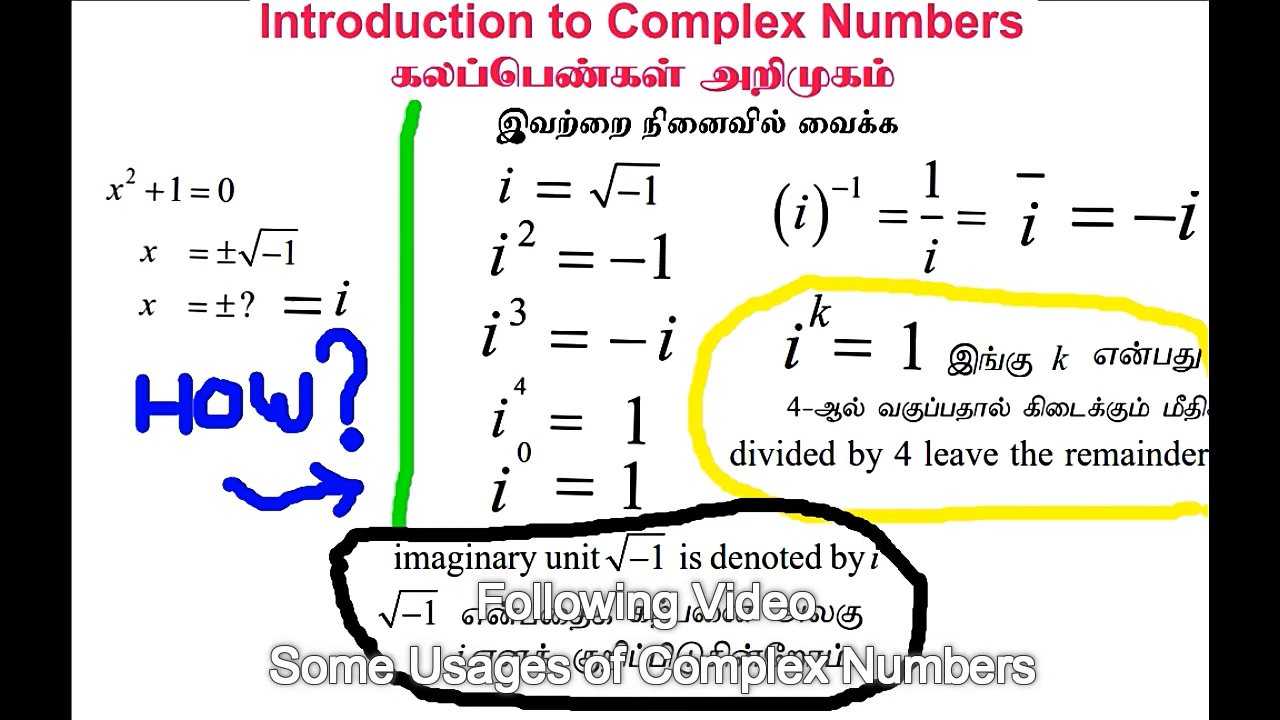 Introduction to Complex Numbers
கலப்பெண்கள் அறிமுகம்
இவற்றை நினைவில் வைக்க
x² + 1 = 0
x = ±√−1
x = ±? = i
HOW?
i = √−1
i² = −1
i³ = −i
i⁴ = 1
i⁰ = 1
(i)⁻¹ = 1/i = i̅ = −i
iᵏ = 1 இங்கு k என்பது
4-ஆல் வகுப்பதால் கிடைக்கும்
divided by 4 leave the remainder
imaginary unit √−1 is denoted by i
√−1
Following Video
Some Usages of Complex Numbers